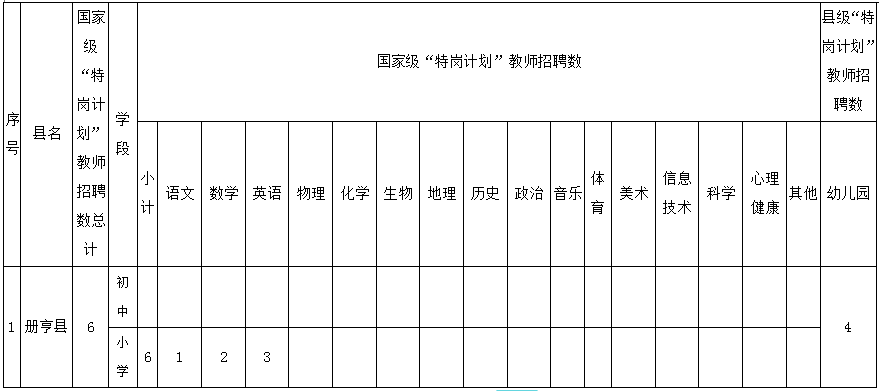 序号
县名
国家级“特岗计划”教师招聘数总计
学段
国家级“特岗计划”教师招聘数
县级“特岗计划”教师招聘数
小计
语文
数学
英语
物理
化学
生物
地理
历史
政治
音乐
体育
美术
信息技术
科学
心理健康
其他
幼儿园
1
册亨县
6
初中
小学
6
1
2
3
4